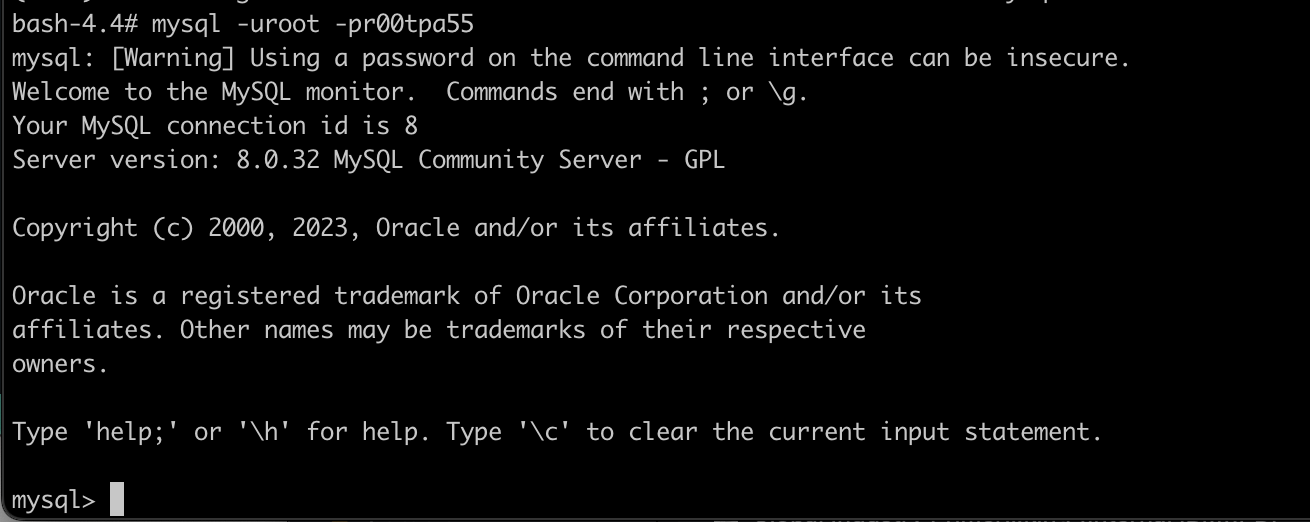 bash-4.4# mysql -uroot -pr00tpa55
mysql: [Warning] Using a password on the command line interface can be insecure.
Welcome to the MySQL monitor.  Commands end with ; or \g.
Your MySQL connection id is 8
Server version: 8.0.32 MySQL Community Server - GPL

Copyright (c) 2000, 2023, Oracle and/or its affiliates.

Oracle is a registered trademark of Oracle Corporation and/or its
affiliates. Other names may be trademarks of their respective
owners.

Type 'help;' or '\h' for help. Type '\c' to clear the current input statement.

mysql>